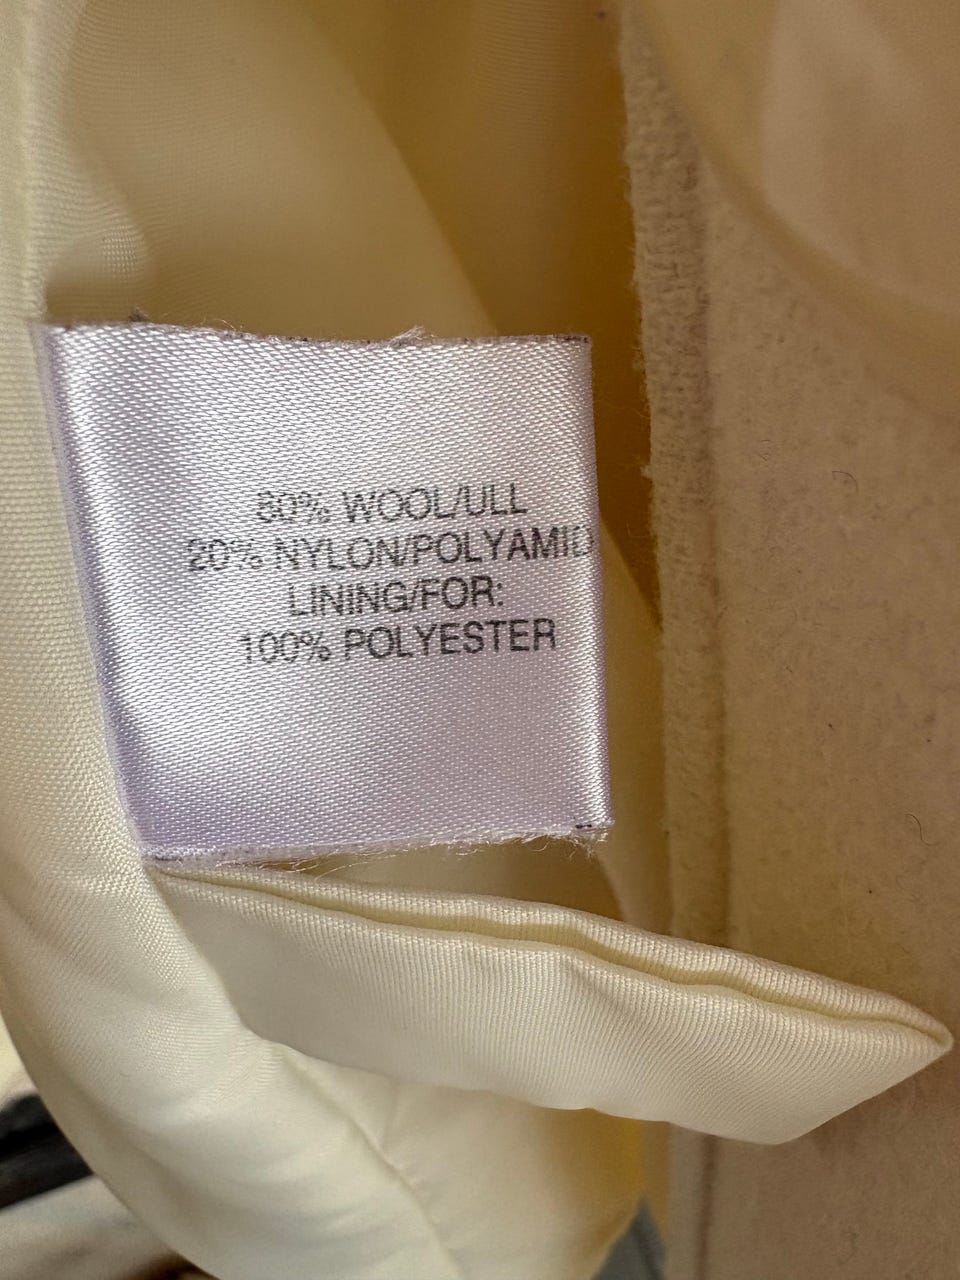 80% WOOL/ULL
20% NYLON/POLYAMID
LINING/FOR:
100% POLYESTER